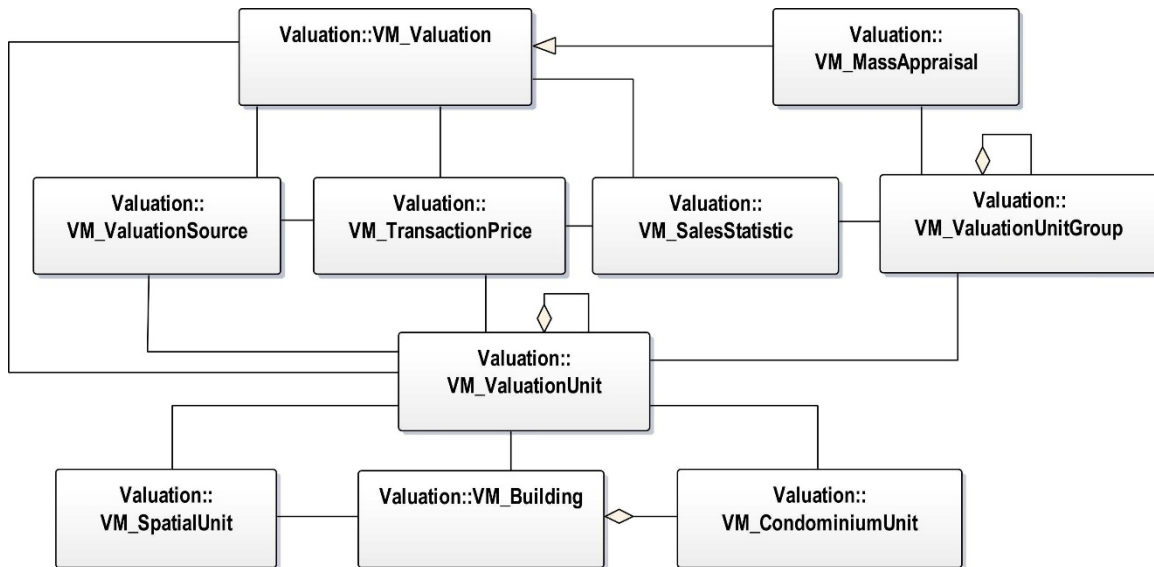 Valuation::VM_Valuation
Valuation::
VM_MassAppraisal
Valuation::
VM_ValuationSource
Valuation::
VM_TransactionPrice
Valuation::
VM_SalesStatistic
Valuation::
VM_ValuationUnitGroup
Valuation::
VM_ValuationUnit
Valuation::
VM_SpatialUnit
Valuation::VM_Building
Valuation::
VM_CondominiumUnit